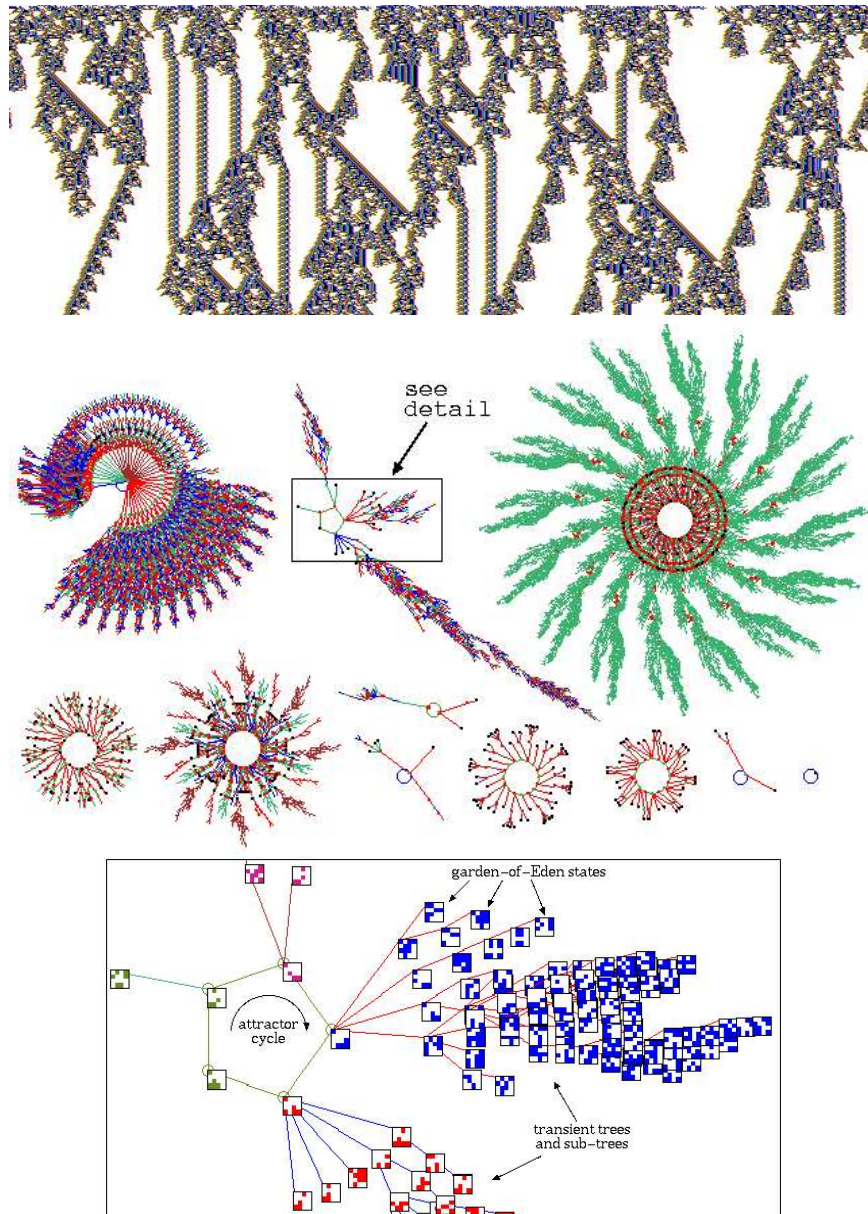 see
detail
garden-of-Eden states
attractor
cycle
transient trees
and sub-trees